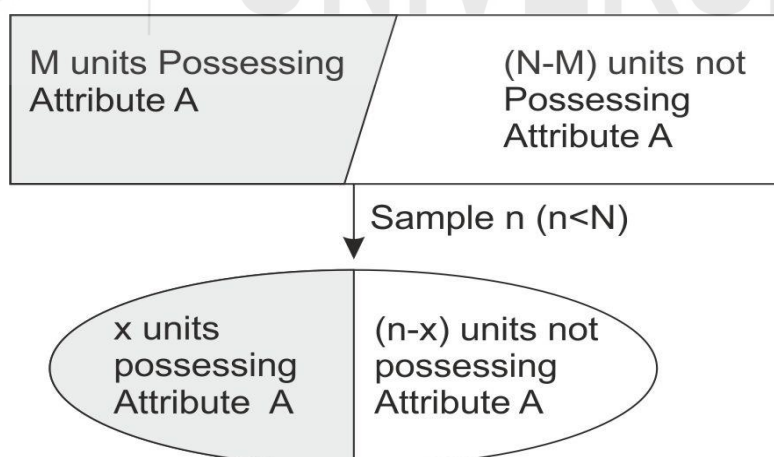 M units Possessing
Attribute A
(N-M) units not
Possessing
Attribute A
Sample n (n<N)
x units
possessing
Attribute A
(n-x) units not
possessing
Attribute A